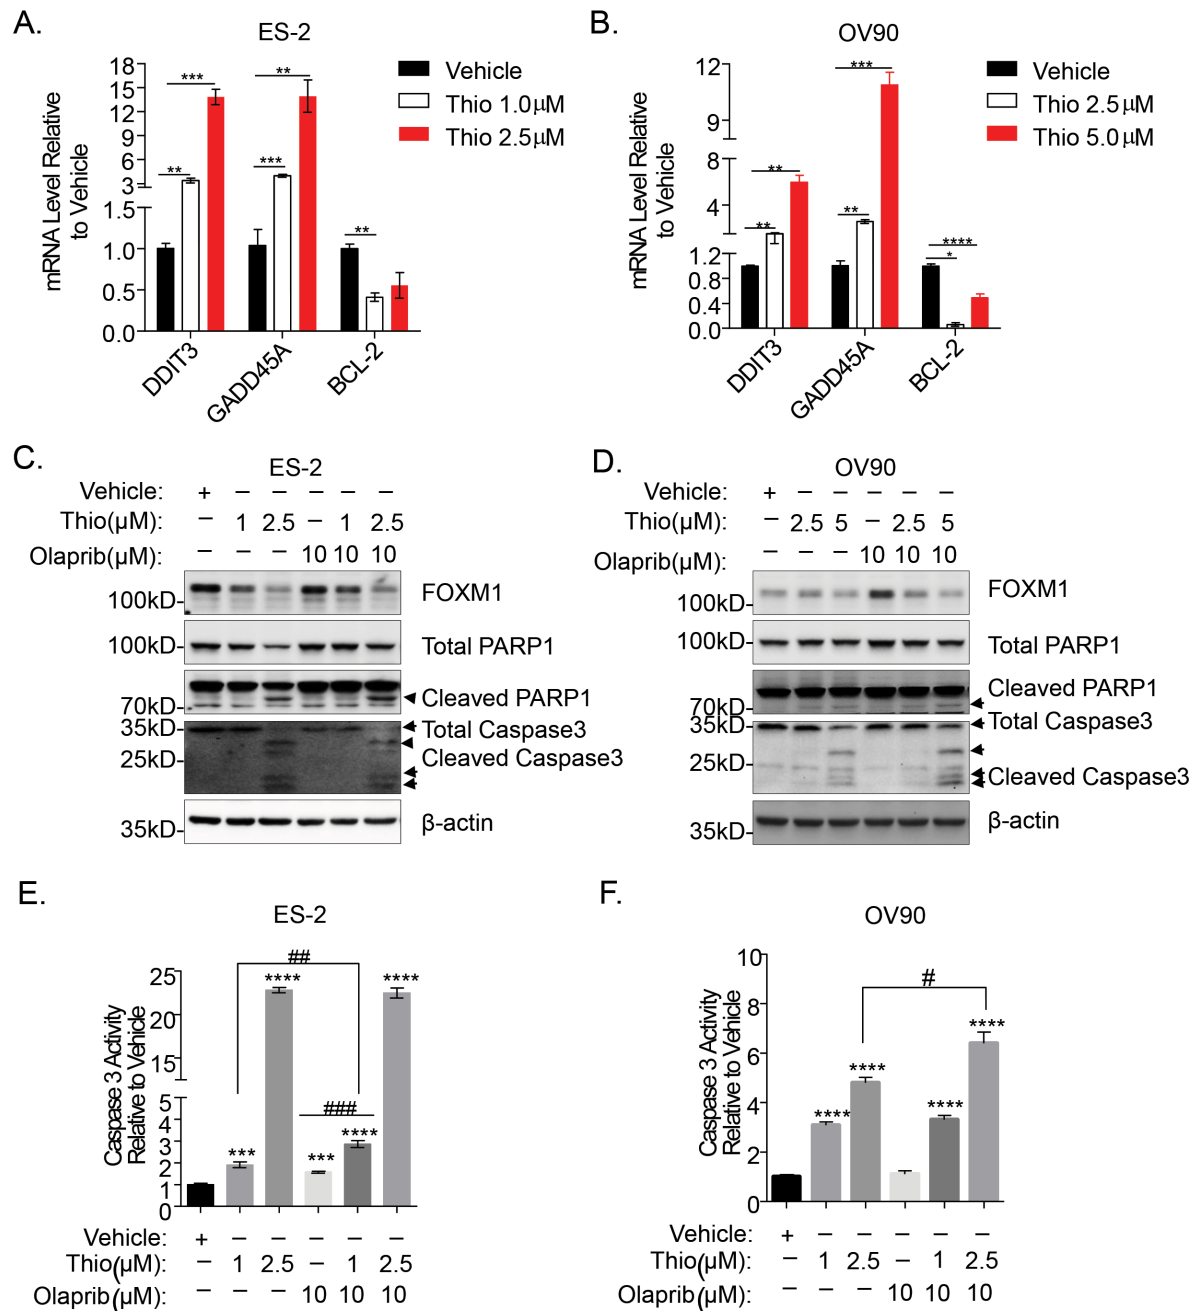 A.
ES-2
mRNA Level Relative
to Vehicle
18
15
12
9
6
3
1.5
1.0
0.5
0.0
*** **
** ***
**
DDIT3 GADD45A BCL-2
Vehicle
Thio 1.0µM
Thio 2.5µM
B.
OV90
mRNA Level Relative
to Vehicle
12
9
8
4
1.2
0.8
0.4
0.0
***
**
** **
****
*
DDIT3 GADD45A BCL-2
Vehicle
Thio 2.5µM
Thio 5.0µM
C.
ES-2
Vehicle: + – – – – –
Thio(µM): – 1 2.5 – 1 2.5
Olaprib(µM): – – – 10 10 10
100kD- FOXM1
100kD- Total PARP1
Cleaved PARP1
70kD-
35kD- Total Caspase3
25kD- Cleaved Caspase3
35kD- β-actin
D.
OV90
Vehicle: + – – – – –
Thio(µM): – 2.5 5 – 2.5 5
Olaprib(µM): – – – 10 10 10
100kD- FOXM1
100kD- Total PARP1
Cleaved PARP1
70kD-
35kD- Total Caspase3
25kD- Cleaved Caspase3
35kD- β-actin
E.
ES-2
Caspase 3 Activity
Relative to Vehicle
25
20
15
5
4
3
2
1
0
##
**** ****
###
*** *** ****
Vehicle: + – – – – –
Thio(µM): – 1 2.5 – 1 2.5
Olaprib(µM): – – – 10 10 10
F.
OV90
Caspase 3 Activity
Relative to Vehicle
10
8
6
4
2
0
#
****
****
**** ****
Vehicle: + – – – – –
Thio(µM): – 1 2.5 – 1 2.5
Olaprib(µM): – – – 10 10 10